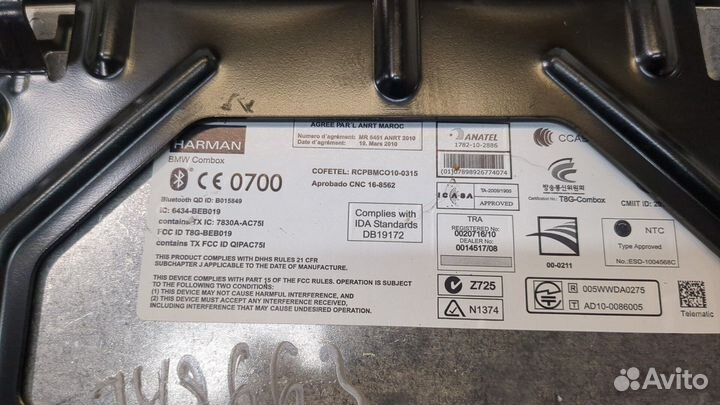 HARMAN
BMW Combox
CE 0700
Bluetooth QD ID: B015849
IC: 6434-BEB019
contains TX IC: 7830A-AC75I
FCC ID T8G-BEB019
contains TX FCC ID QIPAC75I
THIS PRODUCT COMPLIES WITH DHHS RULES 21 CFR
SUBCHAPTER J APPLICABLE AT DATE OF MANUFACTURE.
THIS DEVICE COMPLIES WITH PART 15 OF THE FCC RULES. OPERATION IS SUBJECT
TO THE FOLLOWING TWO CONDITIONS: (1) THIS DEVICE
MAY NOT CAUSE HARMFUL INTERFERENCE, AND
(2) THIS DEVICE MUST ACCEPT ANY INTERFERENCE RECEIVED,
INCLUDING INTERFERENCE THAT MAY CAUSE UNDESIRED OPERATION.
AGREE PAR'L ANRT MAROC
Numero d'agrément: MR 5451 ANRT 2010
Date d'agrément: 19. Mars 2010
COFETEL: RCPBMCO10-0315
Aprobado CNC 16-8562
Complies with
IDA Standards
DB19172
ANATEL
1782-10-2886
(01)07898926774074
ICASA
TA-2009/1905
APPROVED
TRA
REGISTERED No
0020716/10
DEALER No
0014517/08
Z725
N1374
방송통신위원회
T8G-Combox
00-0211
R 005WWDA0275
T AD10-0086005
NTC
Type Approved
No.: ESD-1004568C
Telematic
Avito